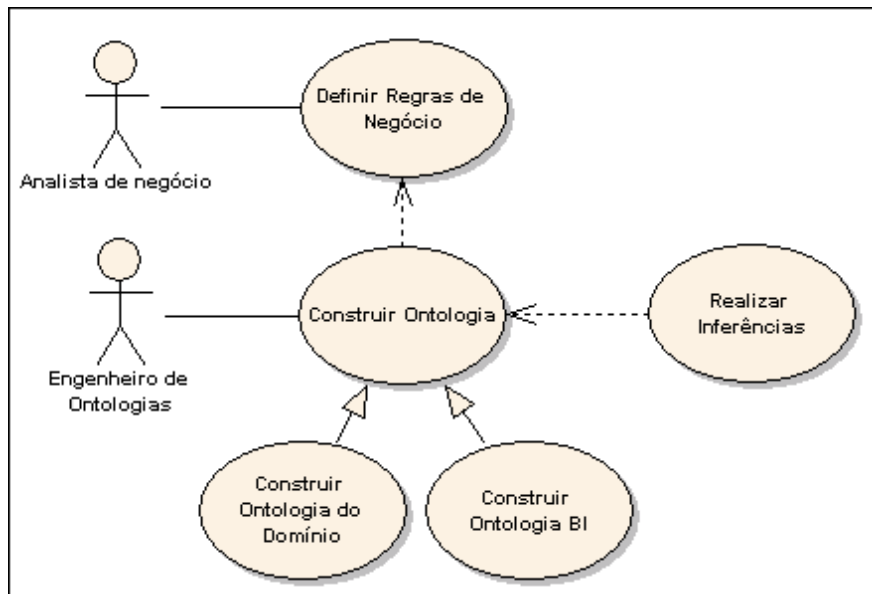 Definir Regras de
Negócio
Analista de negócio
Construir Ontologia
Realizar
Inferências
Engenheiro de
Ontologias
Construir
Ontologia do
Domínio
Construir
Ontologia BI